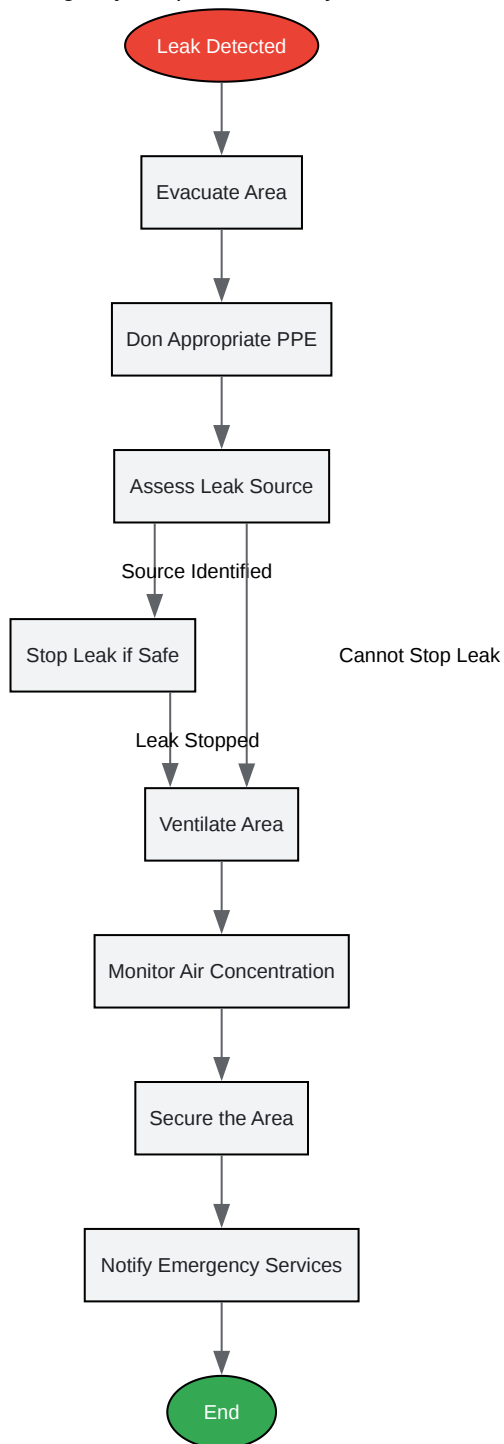 Leak Detected
Evacuate Area
Don Appropriate PPE
Assess Leak Source
Source Identified
Stop Leak if Safe
Cannot Stop Leak
Leak Stopped
Ventilate Area
Monitor Air Concentration
Secure the Area
Notify Emergency Services
End